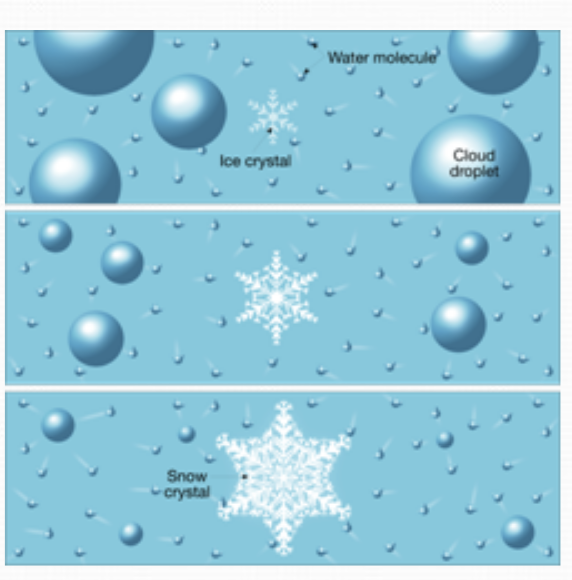 Water molecule
Ice crystal
Cloud
droplet
Snow
crystal